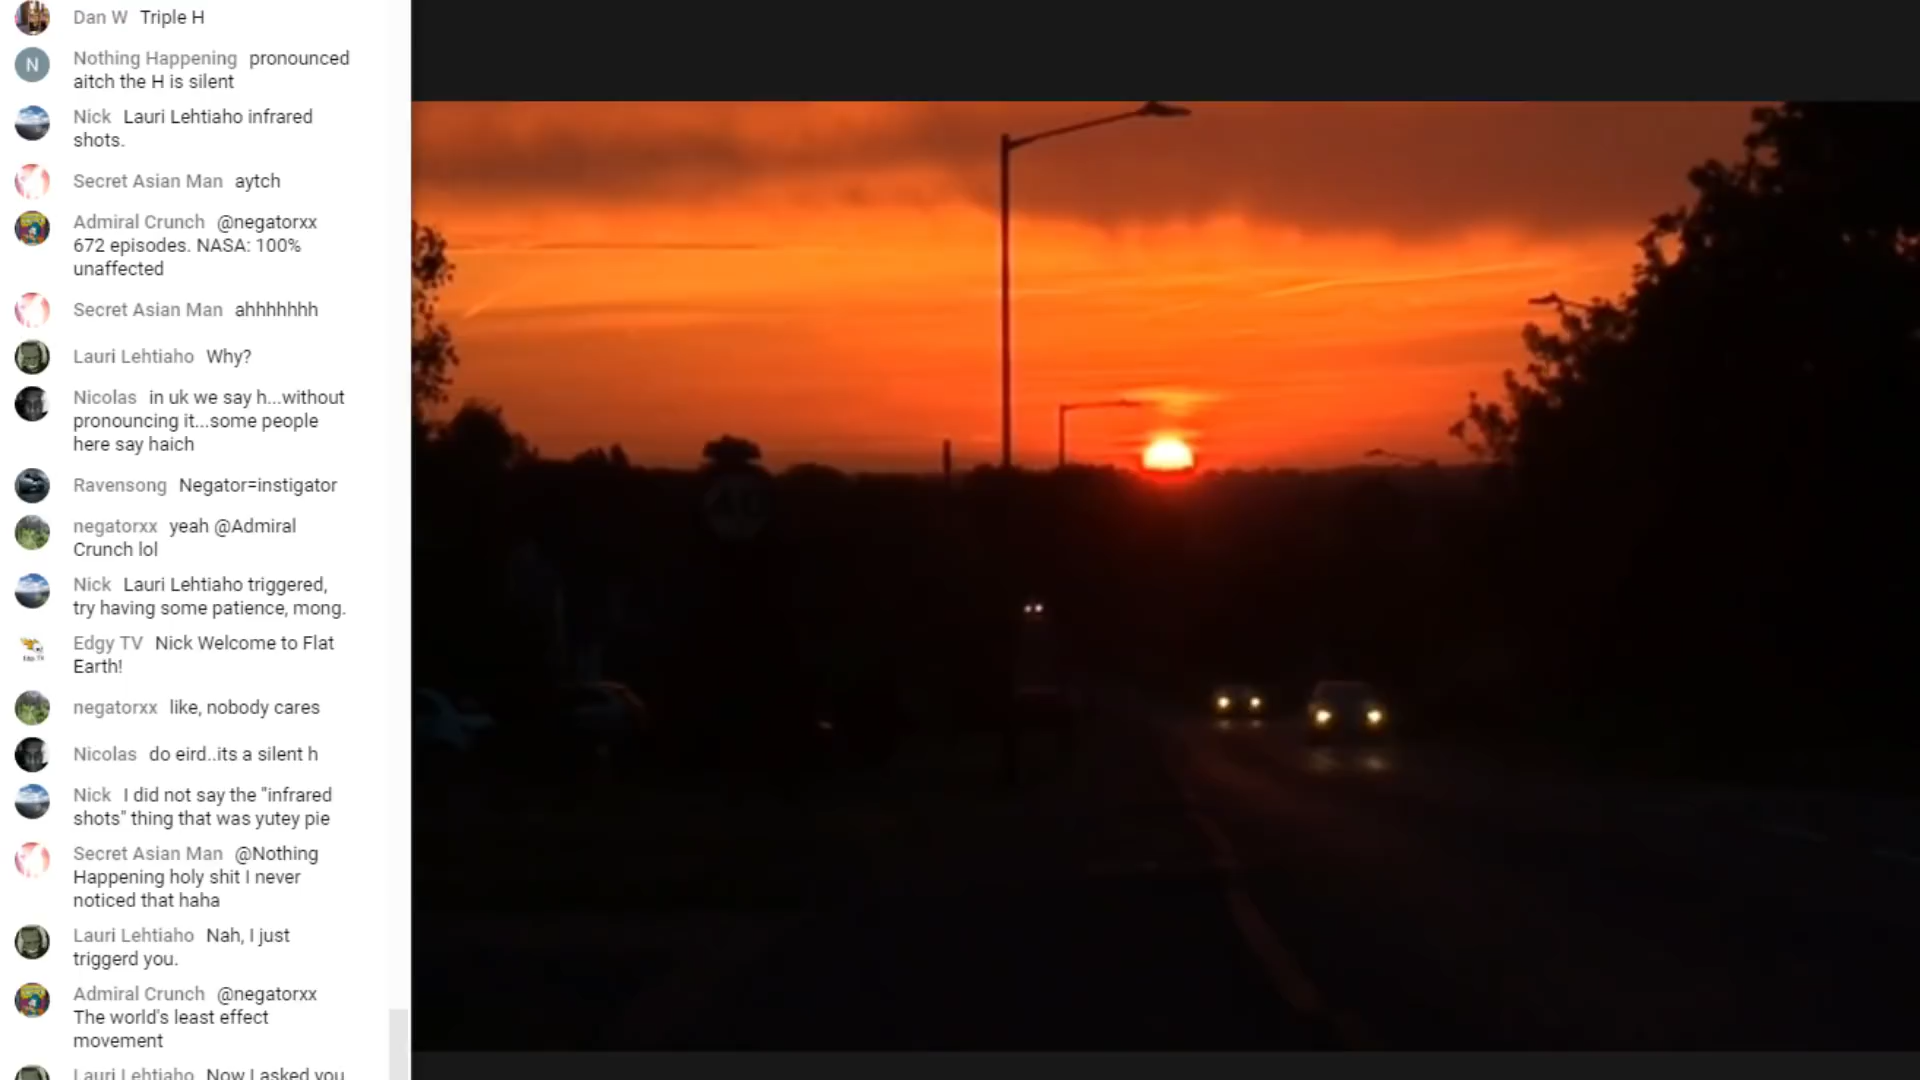 Dan W Triple H
N
Nothing Happening pronounced
aitch the H is silent
Nick Lauri Lehtiaho infrared
shots.
Secret Asian Man aytch
Admiral Crunch @negatorxx
672 episodes. NASA: 100%
unaffected
Secret Asian Man ahhhhhhh
Lauri Lehtiaho Why?
Nicolas in uk we say h...without
pronouncing it...some people
here say haich
Ravensong Negator=instigator
negatorxx yeah @Admiral
Crunch lol
Nick Lauri Lehtiaho triggered,
try having some patience, mong.
Edgy TV Nick Welcome to Flat
Earth!
negatorxx like, nobody cares
Nicolas do eird..its a silent h
Nick I did not say the "infrared
shots" thing that was yutey pie
Secret Asian Man @Nothing
Happening holy shit I never
noticed that haha
Lauri Lehtiaho Nah, I just
triggerd you.
Admiral Crunch @negatorxx
The world's least effect
movement
Lauri Lehtiaho Now I asked you